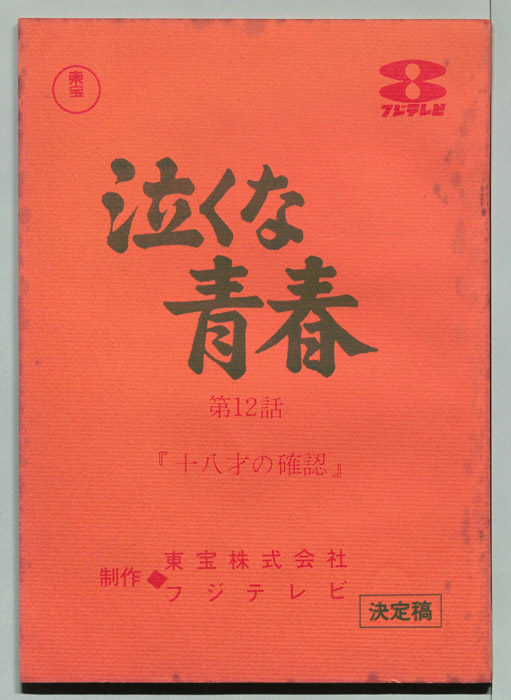 東宝
フジテレビ
泣くな
青春
第12話
『十八才の確認』
制作◆東宝株式会社
フジテレビ
決定稿